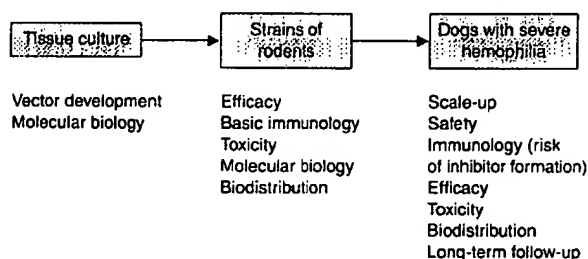 Tissue culture
Vector development
Molecular biology
Strains of
rodents
Efficacy
Basic immunology
Toxicity
Molecular biology
Biodistribution
Dogs with severe
hemophilia
Scale-up
Safety
Immunology (risk
of inhibitor formation)
Efficacy
Toxicity
Biodistribution
Long-term follow-up